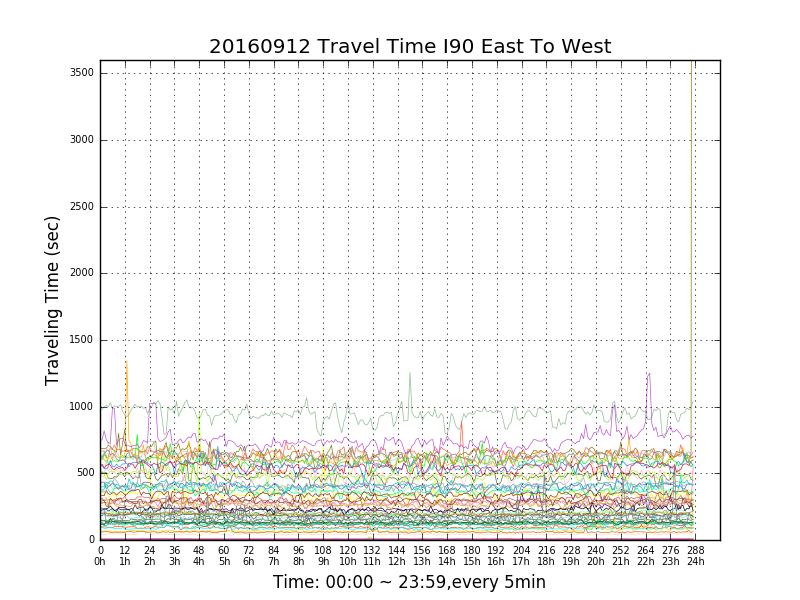 20160912 Travel Time I90 East To West
3500
3000
2500
2000
1500
1000
500
0
Traveling Time (sec)
0 12 24 36 48 60 72 84 96 108 120 132 144 156 168 180 192 204 216 228 240 252 264 276 288
0h 1h 2h 3h 4h 5h 6h 7h 8h 9h 10h 11h 12h 13h 14h 15h 16h 17h 18h 19h 20h 21h 22h 23h 24h
Time: 00:00 ~ 23:59,every 5min